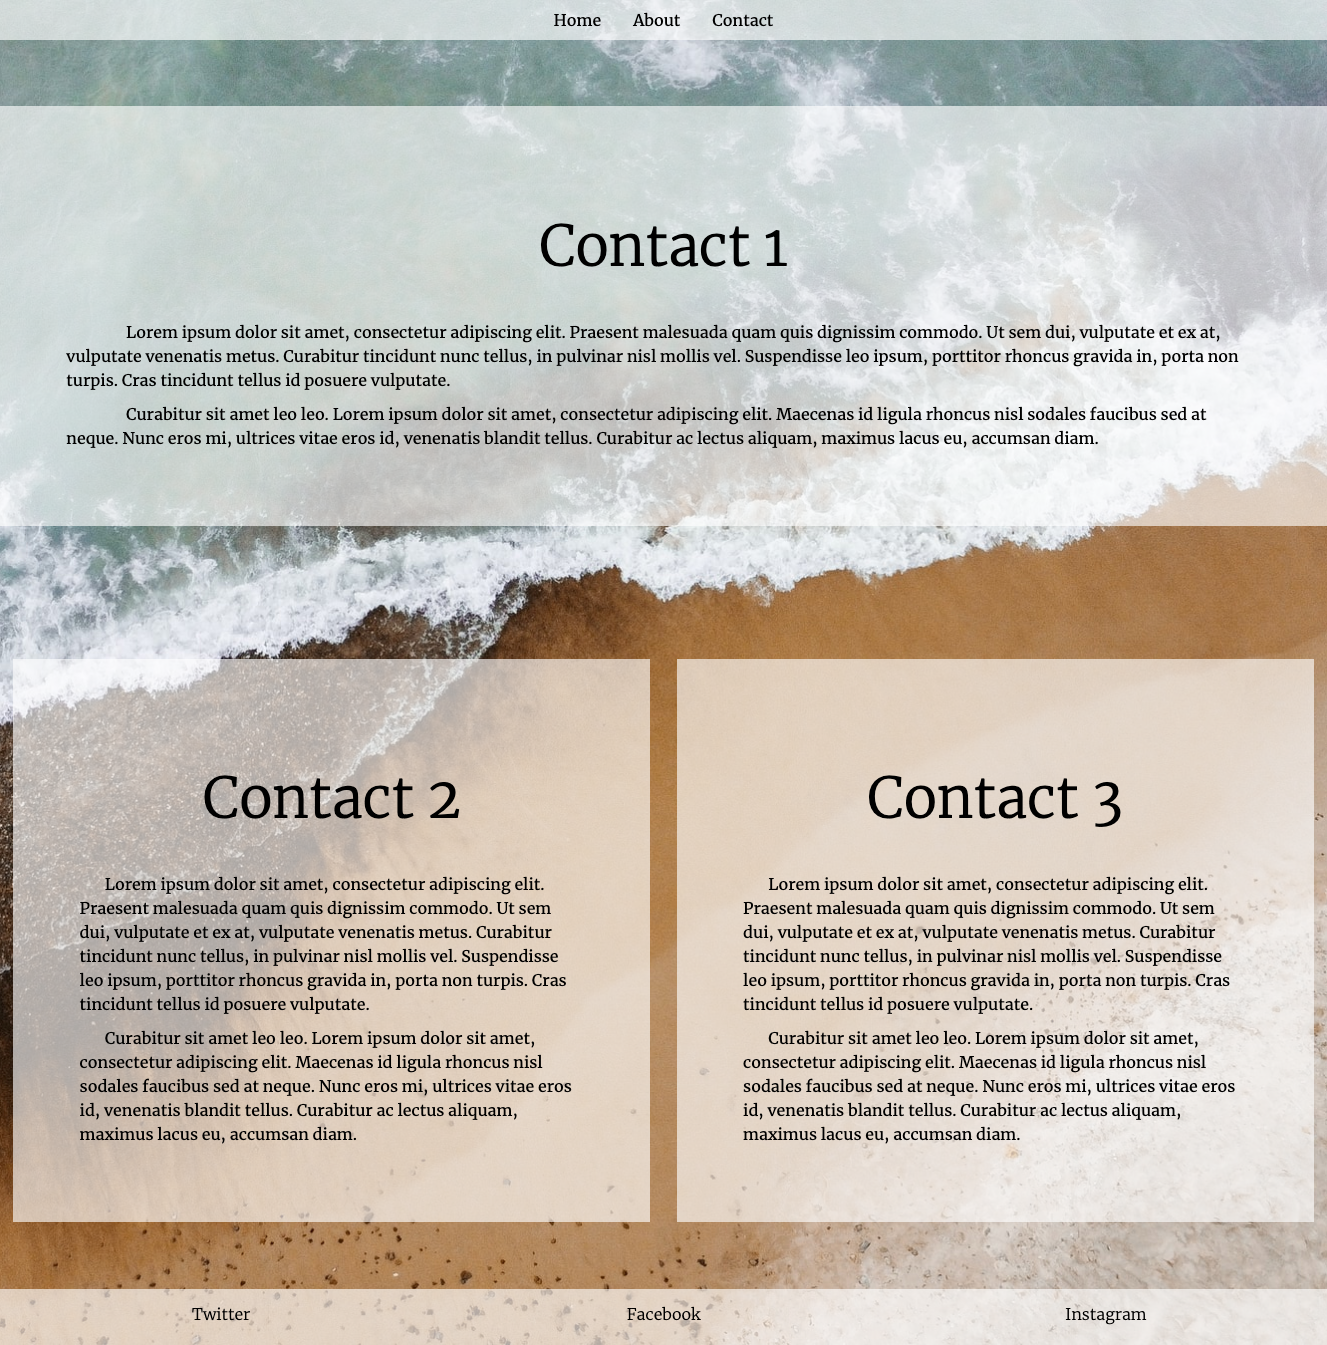 Home About Contact
Contact 1
Lorem ipsum dolor sit amet, consectetur adipiscing elit. Praesent malesuada quam quis dignissim commodo. Ut sem dui, vulputate et ex at,
vulputate venenatis metus. Curabitur tincidunt nunc tellus, in pulvinar nisl mollis vel. Suspendisse leo ipsum, porttitor rhoncus gravida in, porta non
turpis. Cras tincidunt tellus id posuere vulputate.
Curabitur sit amet leo leo. Lorem ipsum dolor sit amet, consectetur adipiscing elit. Maecenas id ligula rhoncus nisl sodales faucibus sed at
neque. Nunc eros mi, ultrices vitae eros id, venenatis blandit tellus. Curabitur ac lectus aliquam, maximus lacus eu, accumsan diam.
Contact 2
Lorem ipsum dolor sit amet, consectetur adipiscing elit.
Praesent malesuada quam quis dignissim commodo. Ut sem
dui, vulputate et ex at, vulputate venenatis metus. Curabitur
tincidunt nunc tellus, in pulvinar nisl mollis vel. Suspendisse
leo ipsum, porttitor rhoncus gravida in, porta non turpis. Cras
tincidunt tellus id posuere vulputate.
Curabitur sit amet leo leo. Lorem ipsum dolor sit amet,
consectetur adipiscing elit. Maecenas id ligula rhoncus nisl
sodales faucibus sed at neque. Nunc eros mi, ultrices vitae eros
id, venenatis blandit tellus. Curabitur ac lectus aliquam,
maximus lacus eu, accumsan diam.
Contact 3
Lorem ipsum dolor sit amet, consectetur adipiscing elit.
Praesent malesuada quam quis dignissim commodo. Ut sem
dui, vulputate et ex at, vulputate venenatis metus. Curabitur
tincidunt nunc tellus, in pulvinar nisl mollis vel. Suspendisse
leo ipsum, porttitor rhoncus gravida in, porta non turpis. Cras
tincidunt tellus id posuere vulputate.
Curabitur sit amet leo leo. Lorem ipsum dolor sit amet,
consectetur adipiscing elit. Maecenas id ligula rhoncus nisl
sodales faucibus sed at neque. Nunc eros mi, ultrices vitae eros
id, venenatis blandit tellus. Curabitur ac lectus aliquam,
maximus lacus eu, accumsan diam.
Twitter Facebook Instagram